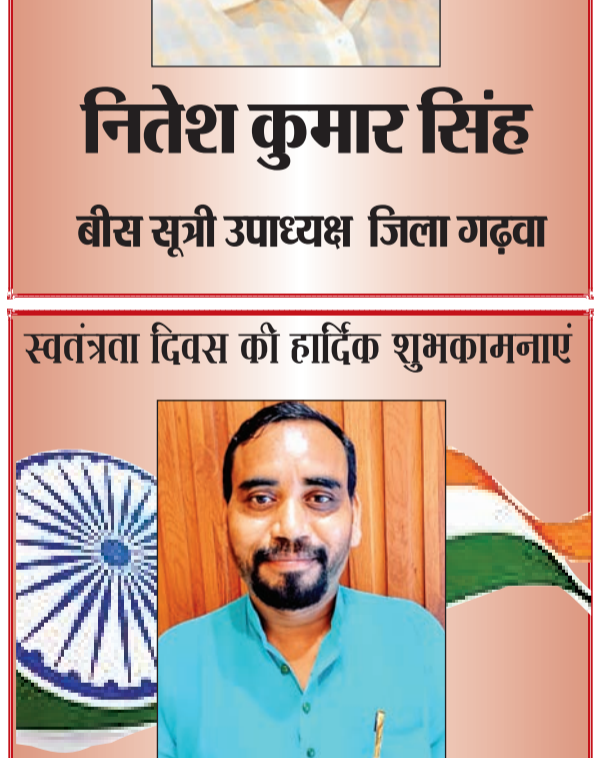 नितेश कुमार सिंह
बीस सूत्री उपाध्यक्ष जिला गढ़वा
स्वतंत्रता दिवस की हार्दिक शुभकामनाएं